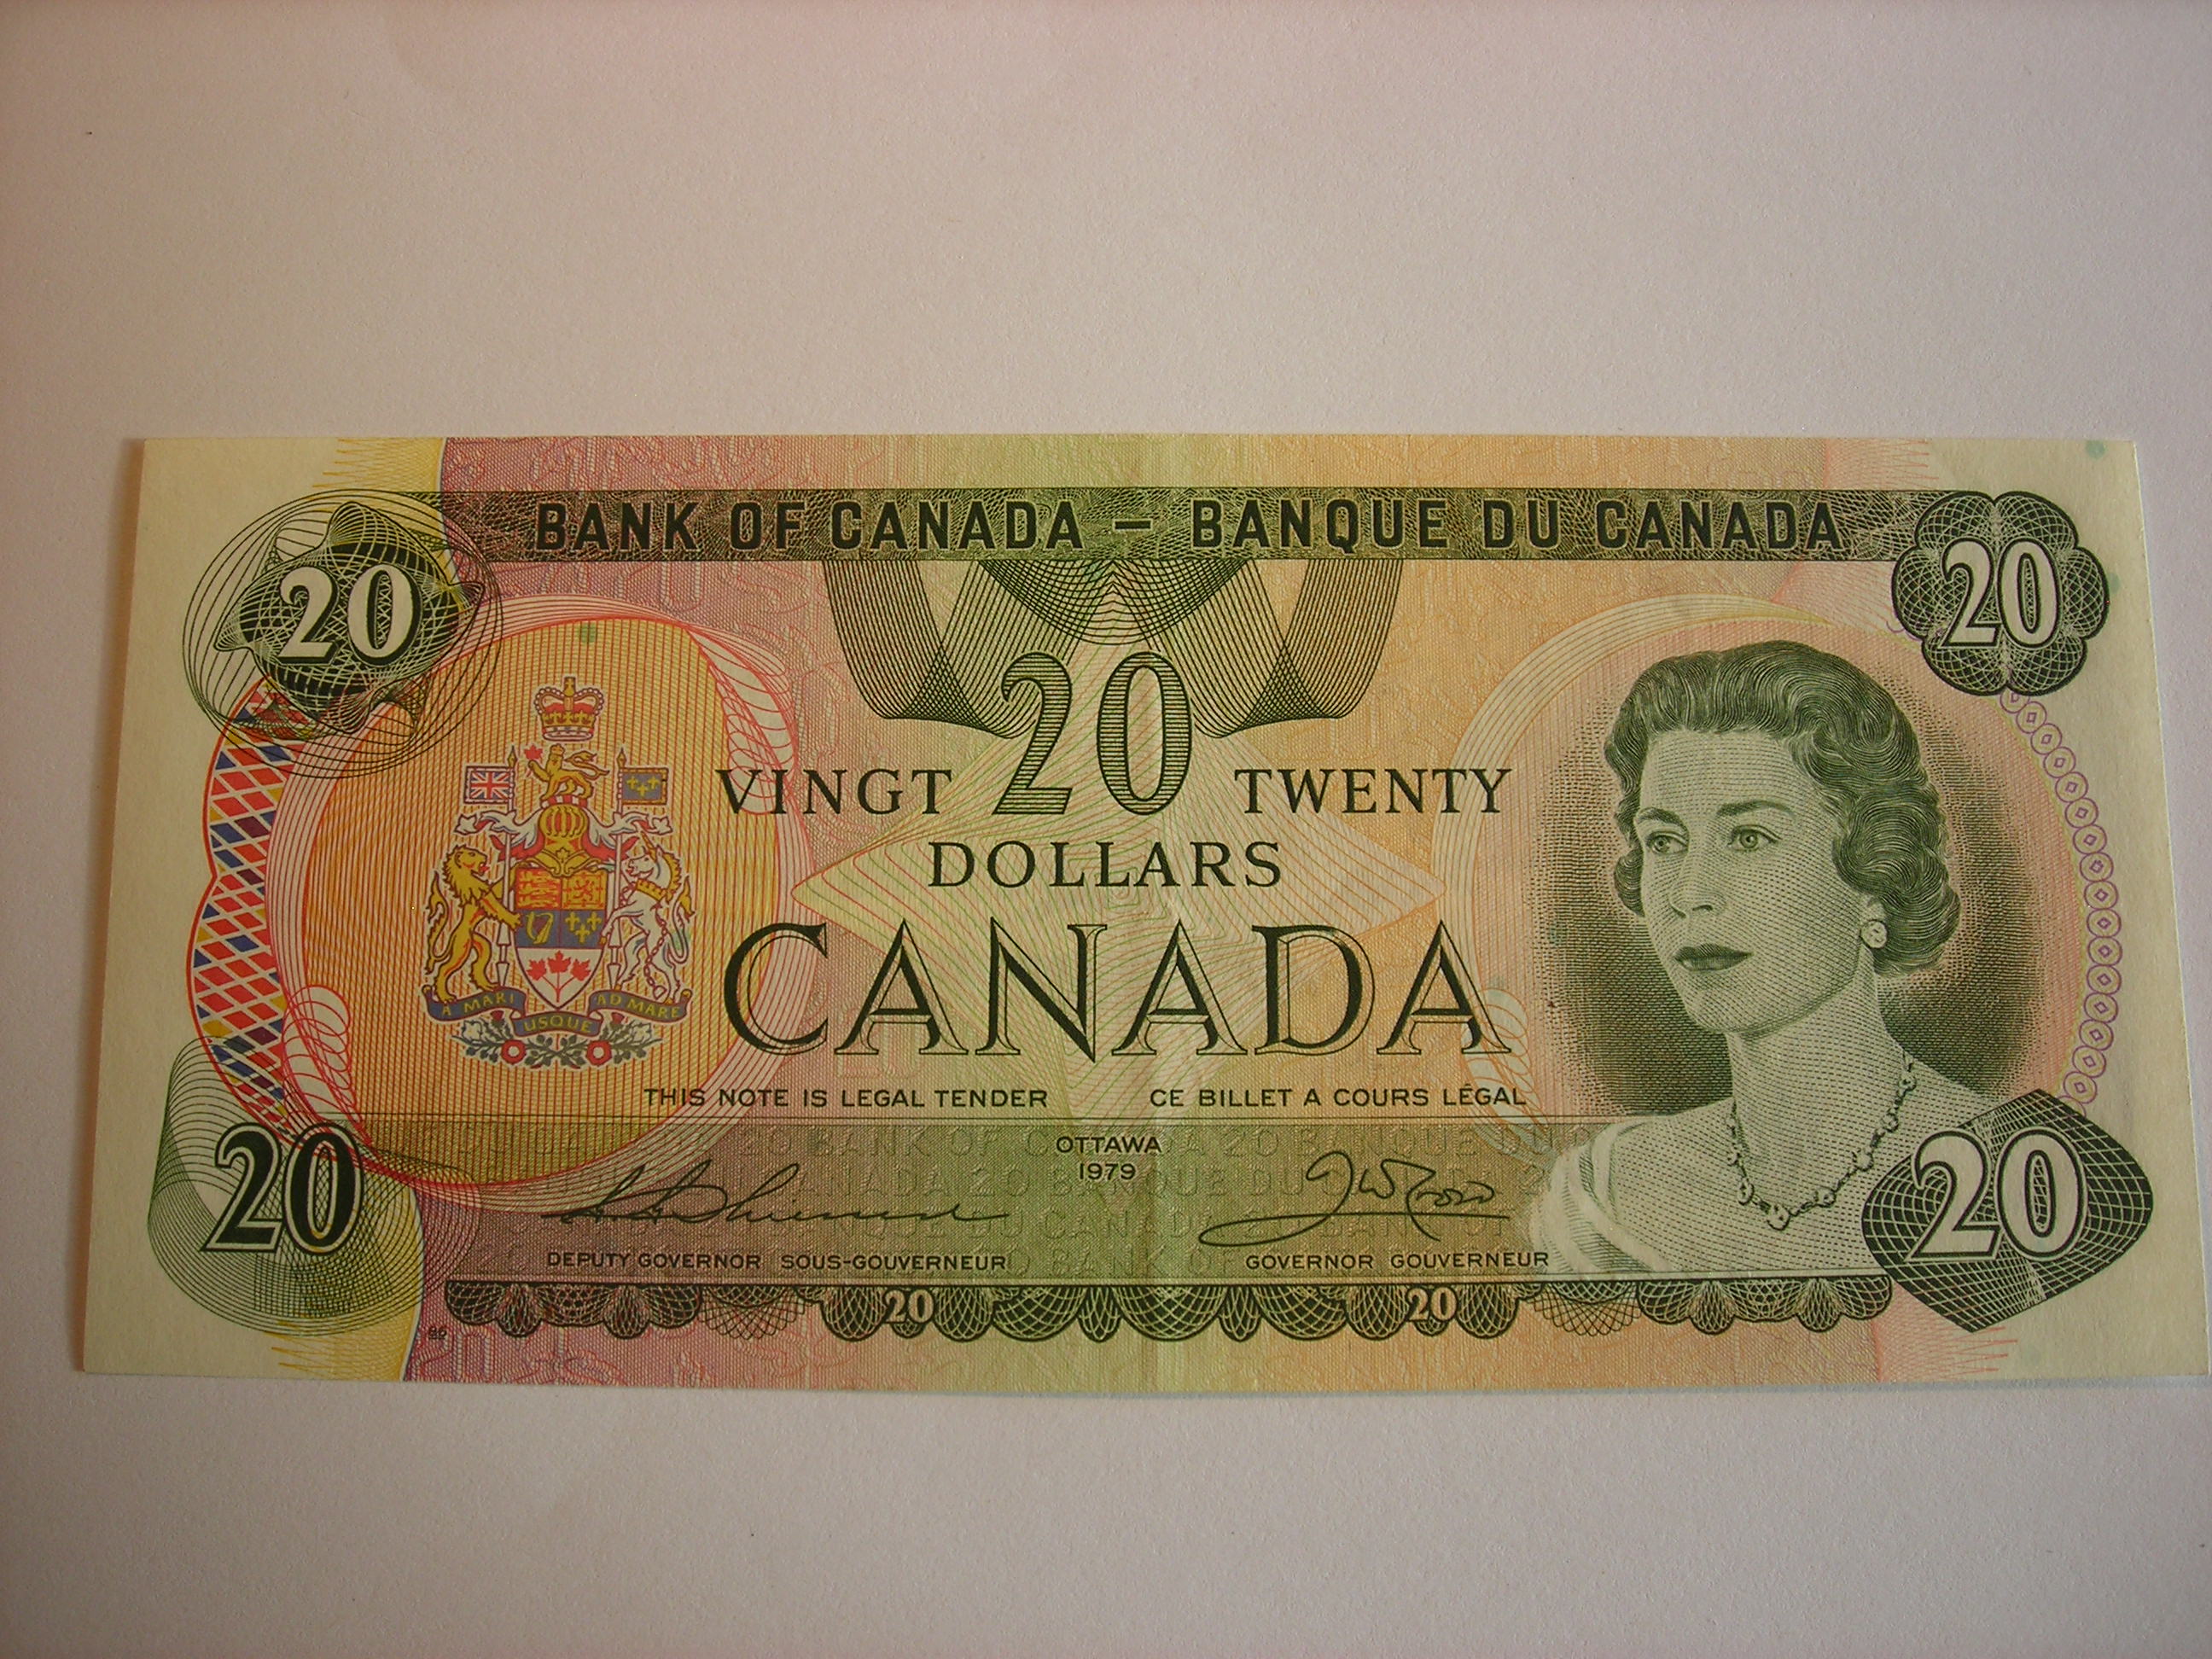 BANK OF CANADA – BANQUE DU CANADA
20
20
20
VINGT TWENTY
DOLLARS
CANADA
A MARI USQUE AD MARE
THIS NOTE IS LEGAL TENDER CE BILLET A COURS LÉGAL
OTTAWA
1979
DEPUTY GOVERNOR SOUS-GOUVERNEUR GOVERNOR GOUVERNEUR
20
20
20
20